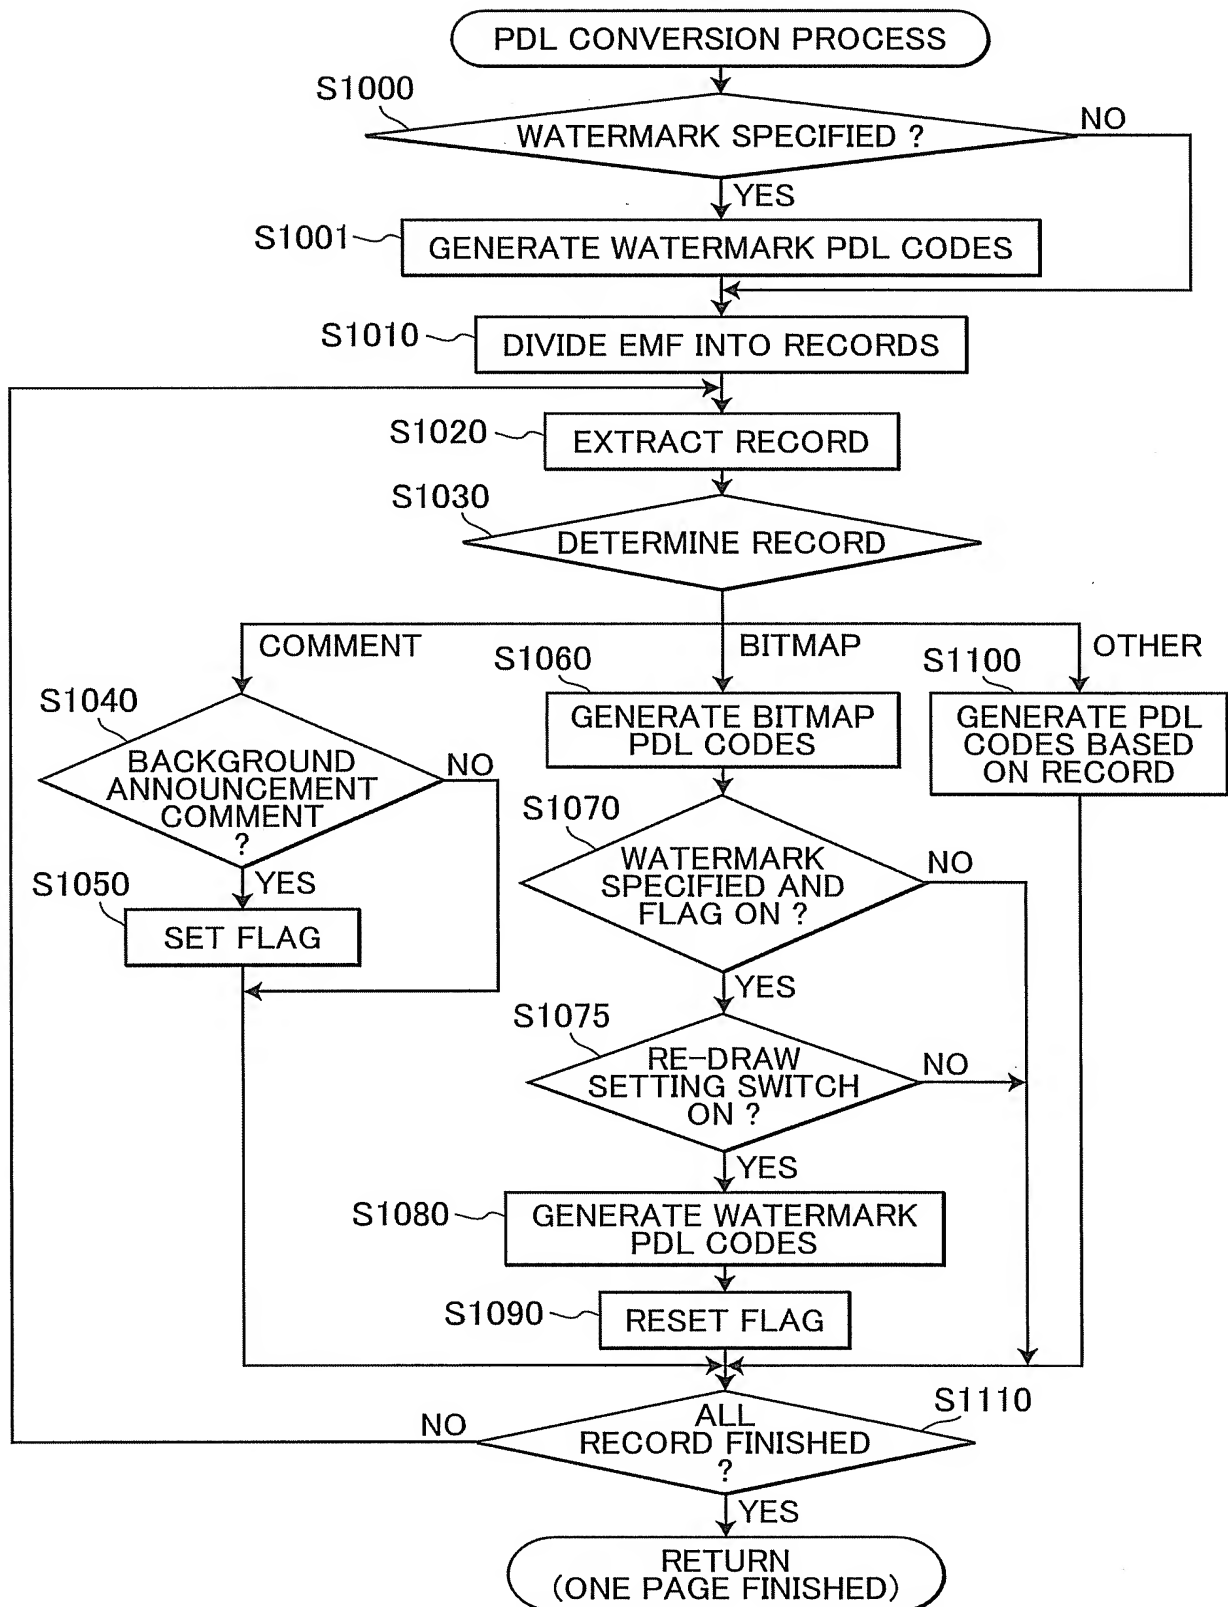 PDL CONVERSION PROCESS
S1000
WATERMARK SPECIFIED ?
NO
YES
S1001
GENERATE WATERMARK PDL CODES
S1010
DIVIDE EMF INTO RECORDS
S1020
EXTRACT RECORD
S1030
DETERMINE RECORD
COMMENT
BITMAP
OTHER
S1040
BACKGROUND
ANNOUNCEMENT
COMMENT
?
NO
YES
S1050
SET FLAG
S1060
GENERATE BITMAP
PDL CODES
S1100
GENERATE PDL
CODES BASED
ON RECORD
S1070
WATERMARK
SPECIFIED AND
FLAG ON ?
NO
YES
S1075
RE-DRAW
SETTING SWITCH
ON ?
NO
YES
S1080
GENERATE WATERMARK
PDL CODES
S1090
RESET FLAG
S1110
ALL
RECORD FINISHED
?
NO
YES
RETURN
(ONE PAGE FINISHED)